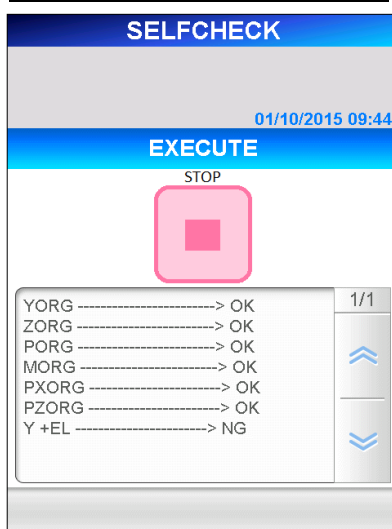 SELFCHECK
01/10/2015 09:44
EXECUTE
STOP
1/1
YORG -----------------------> OK
ZORG -----------------------> OK
PORG -----------------------> OK
MORG -----------------------> OK
PXORG ----------------------> OK
PZORG ----------------------> OK
Y +EL ----------------------> NG